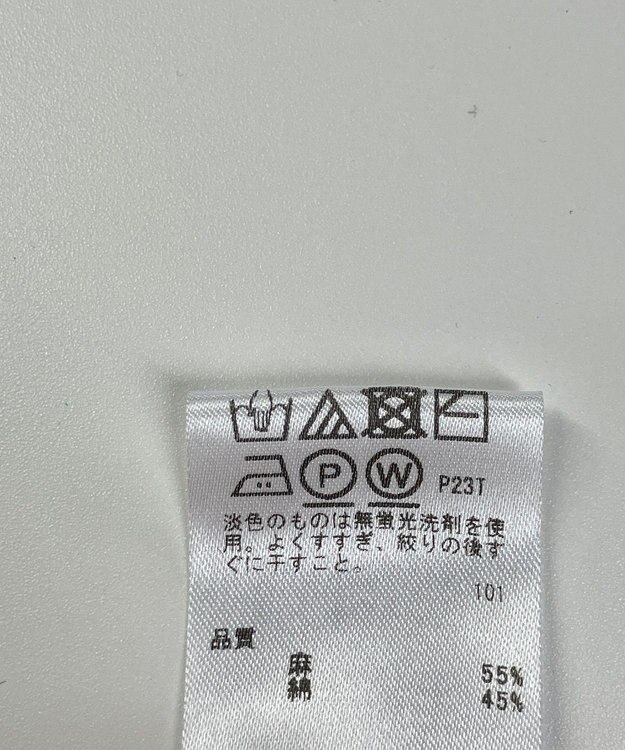 P W P23T
淡色のものは無蛍光洗剤を使
用。よくすすぎ、絞りの後す
ぐに干すこと。
101
品質
麻 55%
綿 45%